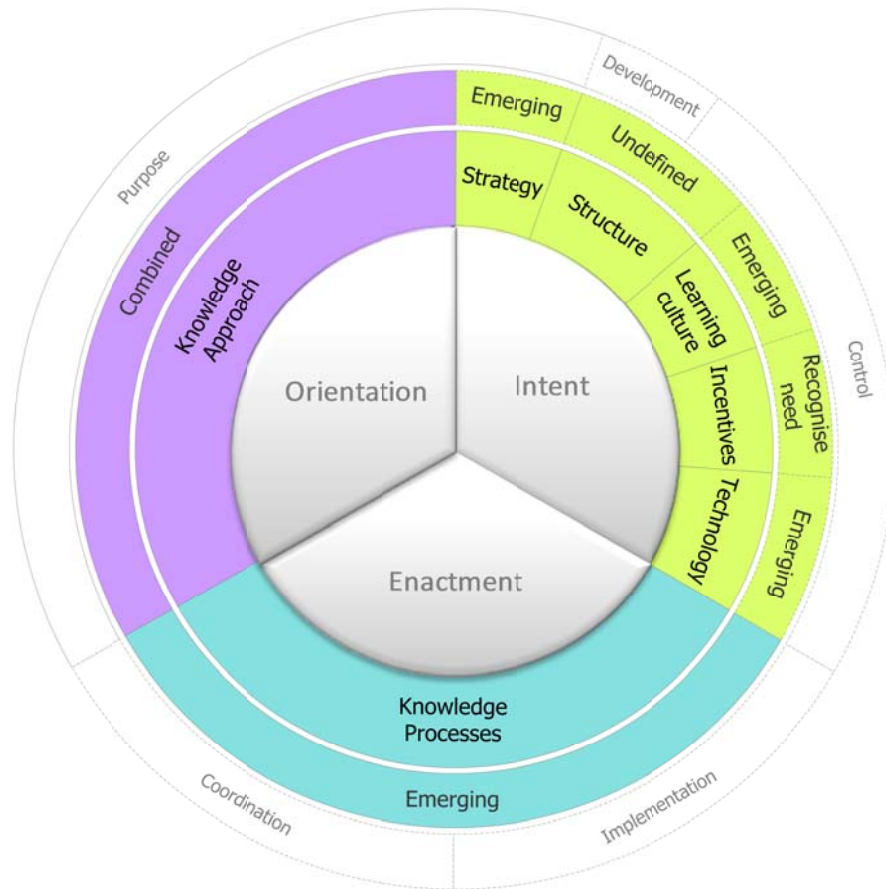 Purpose
Development
Control
Implementation
Coordination
Combined
Emerging
Undefined
Emerging
Recognise
need
Emerging
Emerging
Knowledge
Approach
Strategy
Structure
Learning
culture
Incentives
Technology
Knowledge
Processes
Orientation
Intent
Enactment